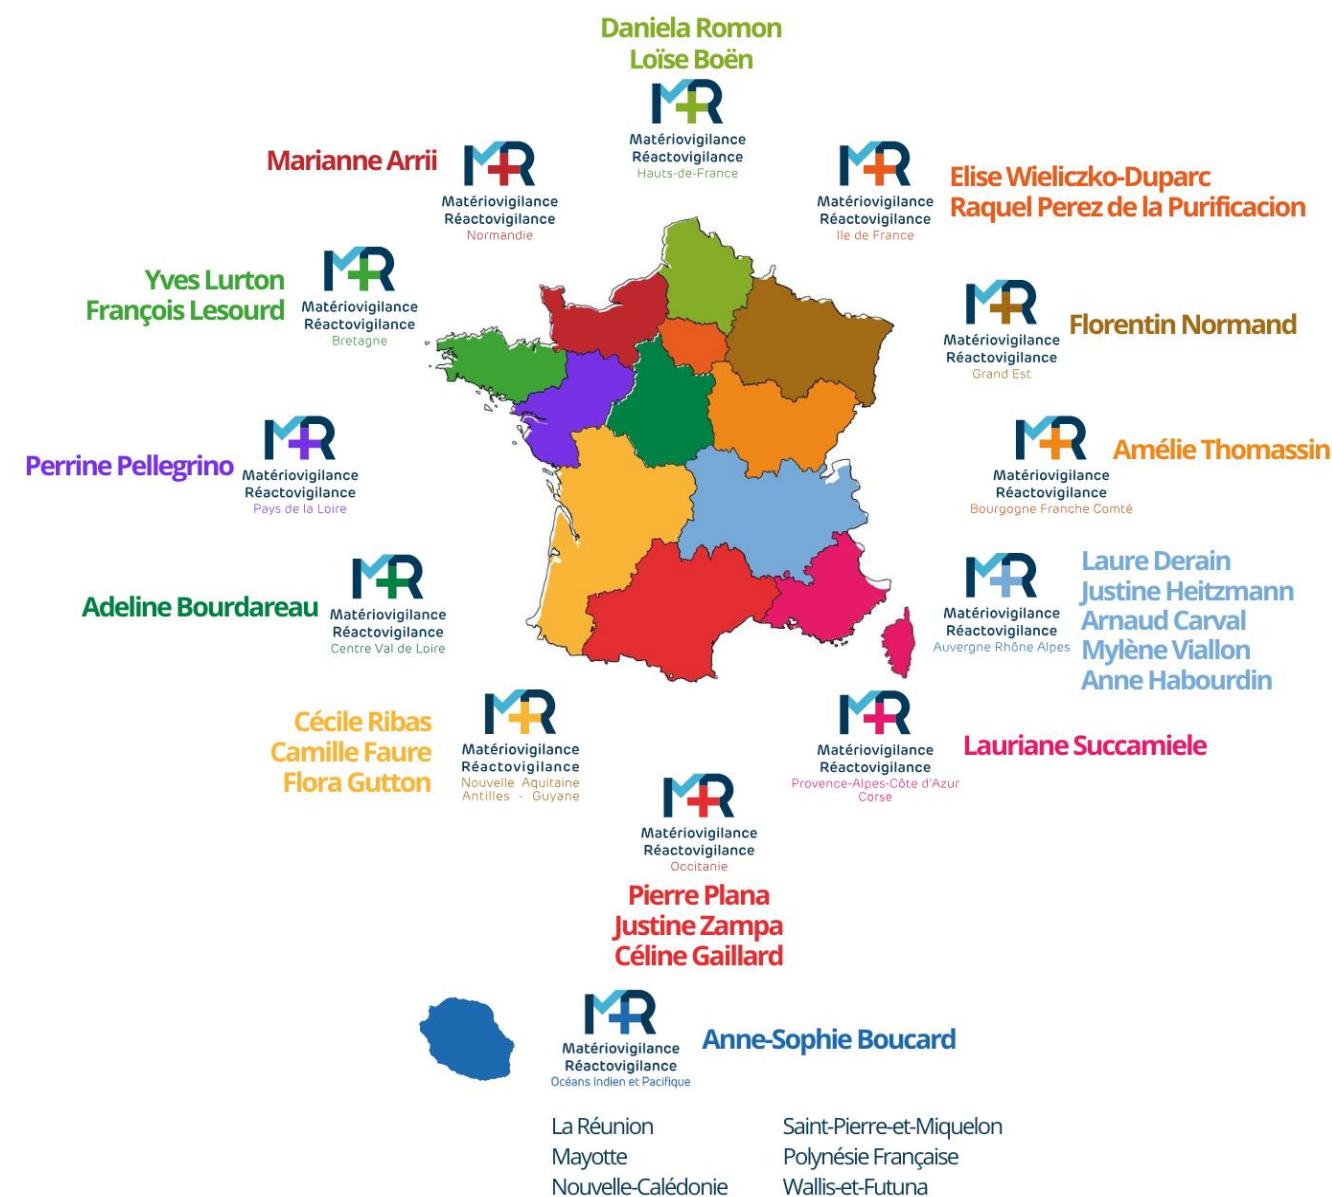 Daniela Romon
Loïse Boën
M+R
Matériovigilance
Réactovigilance
Hauts-de-France
Marianne Arrii
M+R
Matériovigilance
Réactovigilance
Normandie
M+R
Matériovigilance
Réactovigilance
Ile de France
Elise Wieliczko-Duparc
Raquel Perez de la Purificacion
Yves Lurton
François Lesourd
M+R
Matériovigilance
Réactovigilance
Bretagne
M+R
Matériovigilance
Réactovigilance
Grand Est
Florentin Normand
Perrine Pellegrino
M+R
Matériovigilance
Réactovigilance
Pays de la Loire
M+R
Matériovigilance
Réactovigilance
Bourgogne Franche Comté
Amélie Thomassin
Adeline Bourdareau
M+R
Matériovigilance
Réactovigilance
Centre Val de Loire
M+R
Matériovigilance
Réactovigilance
Auvergne Rhône Alpes
Laure Derain
Justine Heitzmann
Arnaud Carval
Mylène Viallon
Anne Habourdin
Cécile Ribas
Camille Faure
Flora Gutton
M+R
Matériovigilance
Réactovigilance
Nouvelle Aquitaine
Antilles - Guyane
M+R
Matériovigilance
Réactovigilance
Provence-Alpes-Côte d'Azur
Corse
Lauriane Succamiele
M+R
Matériovigilance
Réactovigilance
Occitanie
Pierre Plana
Justine Zampa
Céline Gaillard
M+R
Matériovigilance
Réactovigilance
Océans Indien et Pacifique
Anne-Sophie Boucard
La Réunion
Mayotte
Nouvelle-Calédonie
Saint-Pierre-et-Miquelon
Polynésie Française
Wallis-et-Futuna